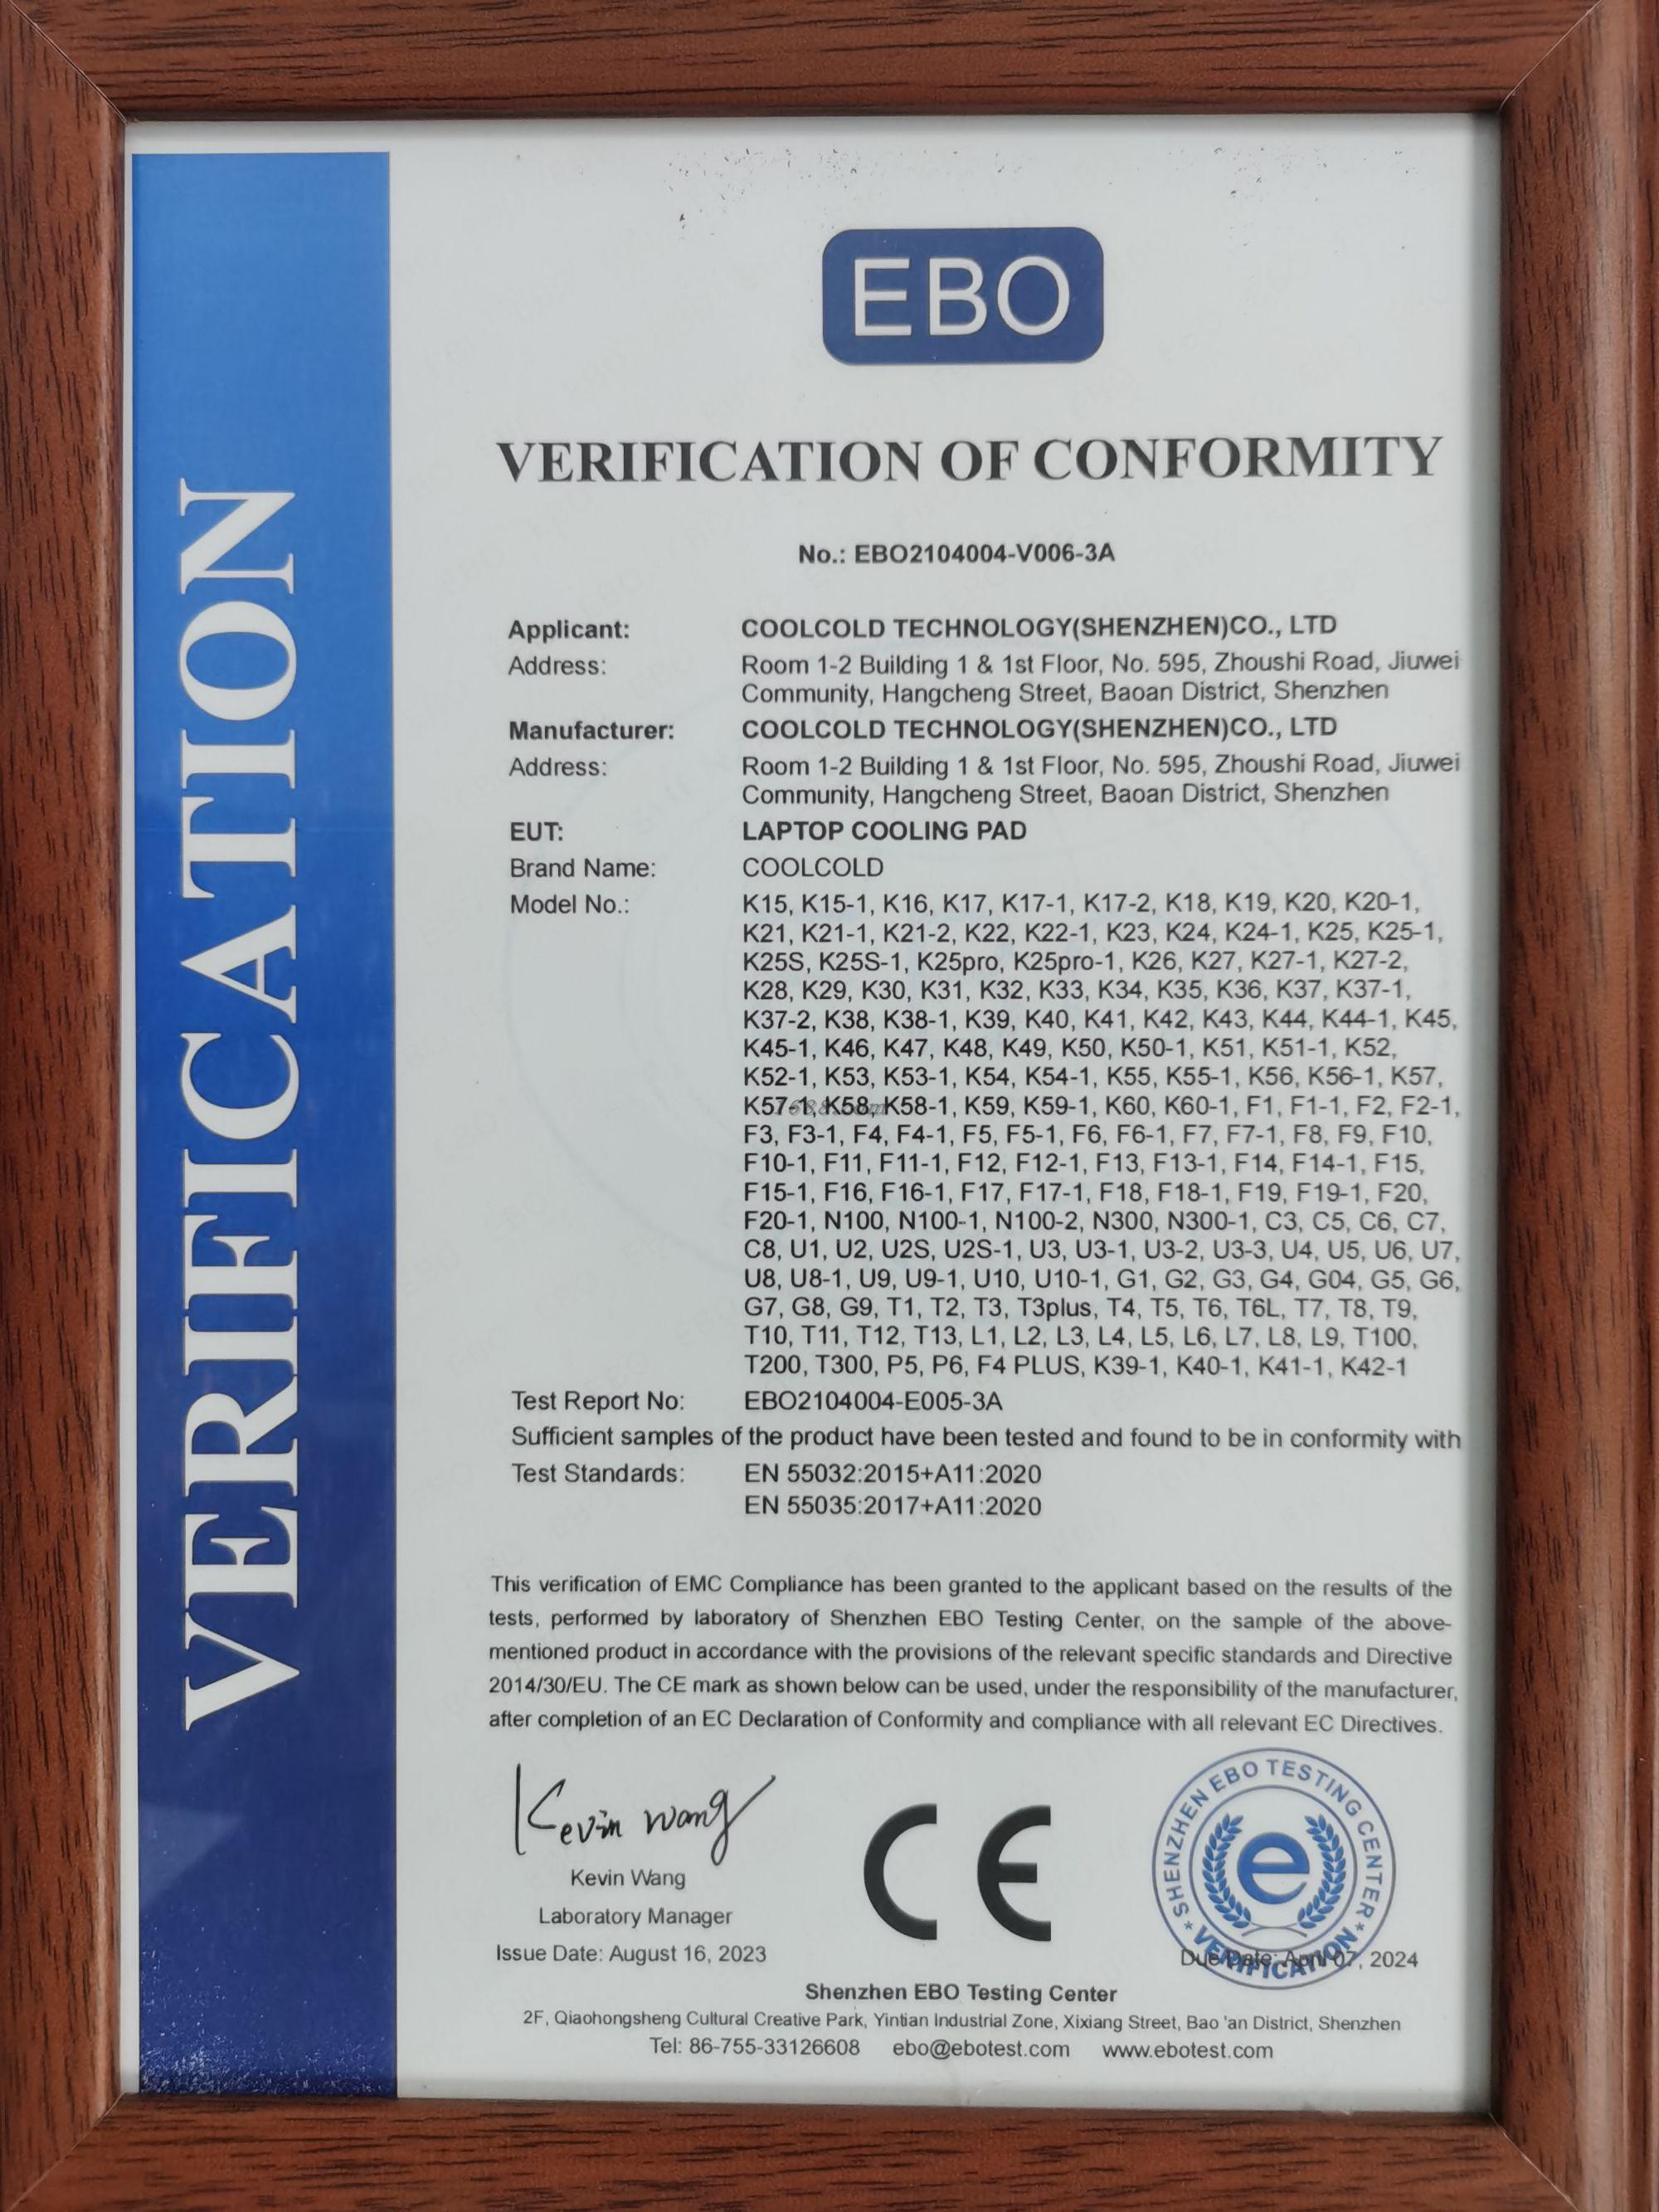 VERIFICATION
EBO
VERIFICATION OF CONFORMITY
No.: EBO2104004-V006-3A
Applicant: COOLCOLD TECHNOLOGY(SHENZHEN)CO., LTD
Address: Room 1-2 Building 1 & 1st Floor, No. 595, Zhoushi Road, Jiuwei
Community, Hangcheng Street, Baoan District, Shenzhen
Manufacturer: COOLCOLD TECHNOLOGY(SHENZHEN)CO., LTD
Address: Room 1-2 Building 1 & 1st Floor, No. 595, Zhoushi Road, Jiuwei
Community, Hangcheng Street, Baoan District, Shenzhen
EUT: LAPTOP COOLING PAD
Brand Name: COOLCOLD
Model No.: K15, K15-1, K16, K17, K17-1, K17-2, K18, K19, K20, K20-1,
K21, K21-1, K21-2, K22, K22-1, K23, K24, K24-1, K25, K25-1,
K25S, K25S-1, K25pro, K25pro-1, K26, K27, K27-1, K27-2,
K28, K29, K30, K31, K32, K33, K34, K35, K36, K37, K37-1,
K37-2, K38, K38-1, K39, K40, K41, K42, K43, K44, K44-1, K45,
K45-1, K46, K47, K48, K49, K50, K50-1, K51, K51-1, K52,
K52-1, K53, K53-1, K54, K54-1, K55, K55-1, K56, K56-1, K57,
K57-1, K58, K58-1, K59, K59-1, K60, K60-1, F1, F1-1, F2, F2-1,
F3, F3-1, F4, F4-1, F5, F5-1, F6, F6-1, F7, F7-1, F8, F9, F10,
F10-1, F11, F11-1, F12, F12-1, F13, F13-1, F14, F14-1, F15,
F15-1, F16, F16-1, F17, F17-1, F18, F18-1, F19, F19-1, F20,
F20-1, N100, N100-1, N100-2, N300, N300-1, C3, C5, C6, C7,
C8, U1, U2, U2S, U2S-1, U3, U3-1, U3-2, U3-3, U4, U5, U6, U7,
U8, U8-1, U9, U9-1, U10, U10-1, G1, G2, G3, G4, G04, G5, G6,
G7, G8, G9, T1, T2, T3, T3plus, T4, T5, T6, T6L, T7, T8, T9,
T10, T11, T12, T13, L1, L2, L3, L4, L5, L6, L7, L8, L9, T100,
T200, T300, P5, P6, F4 PLUS, K39-1, K40-1, K41-1, K42-1
1688.com
Test Report No: EBO2104004-E005-3A
Sufficient samples of the product have been tested and found to be in conformity with
Test Standards: EN 55032:2015+A11:2020
EN 55035:2017+A11:2020
This verification of EMC Compliance has been granted to the applicant based on the results of the
tests, performed by laboratory of Shenzhen EBO Testing Center, on the sample of the above-
mentioned product in accordance with the provisions of the relevant specific standards and Directive
2014/30/EU. The CE mark as shown below can be used, under the responsibility of the manufacturer,
after completion of an EC Declaration of Conformity and compliance with all relevant EC Directives.
Kevin Wang
Kevin Wang
Laboratory Manager
Issue Date: August 16, 2023
CE
SHENZHEN EBO TESTING CENTER
e
* VERIFICATION *
Due Date: April 07, 2024
Shenzhen EBO Testing Center
2F, Qiaohongsheng Cultural Creative Park, Yintian Industrial Zone, Xixiang Street, Bao 'an District, Shenzhen
Tel: 86-755-33126608 ebo@ebotest.com www.ebotest.com